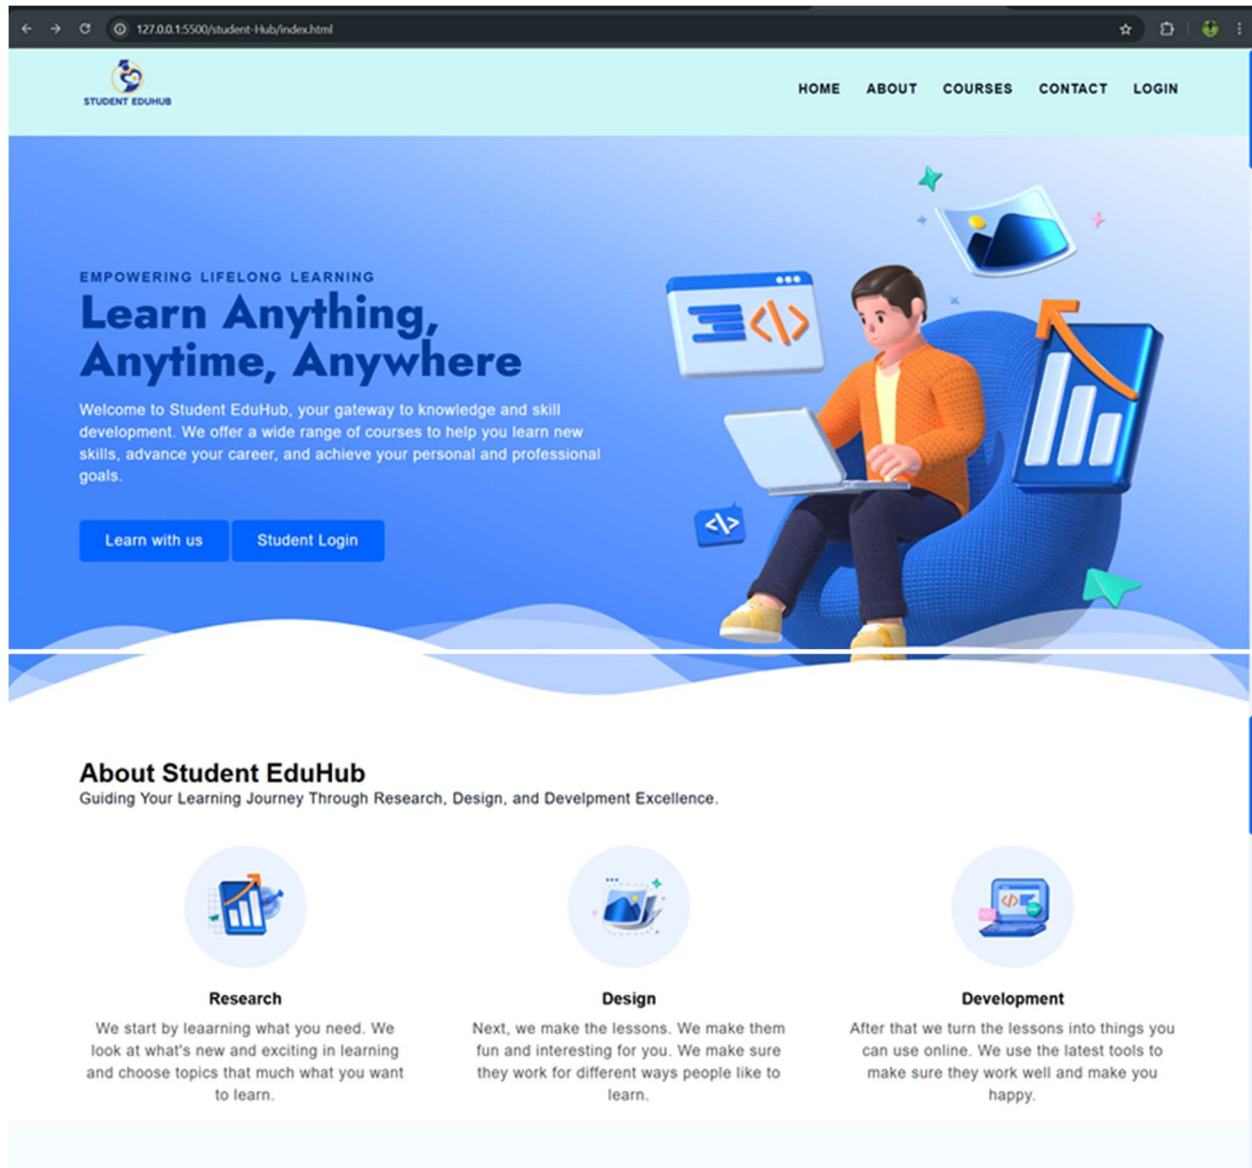 127.0.0.1:5500/student-Hub/index.html
STUDENT EDUHUB
HOME ABOUT COURSES CONTACT LOGIN
EMPOWERING LIFELONG LEARNING
Learn Anything,
Anytime, Anywhere
Welcome to Student EduHub, your gateway to knowledge and skill
development. We offer a wide range of courses to help you learn new
skills, advance your career, and achieve your personal and professional
goals.
Learn with us
Student Login
</>
</>
About Student EduHub
Guiding Your Learning Journey Through Research, Design, and Develpment Excellence.
Research
We start by leaarning what you need. We
look at what's new and exciting in learning
and choose topics that much what you want
to learn.
Design
Next, we make the lessons. We make them
fun and interesting for you. We make sure
they work for different ways people like to
learn.
Development
After that we turn the lessons into things you
can use online. We use the latest tools to
make sure they work well and make you
happy.